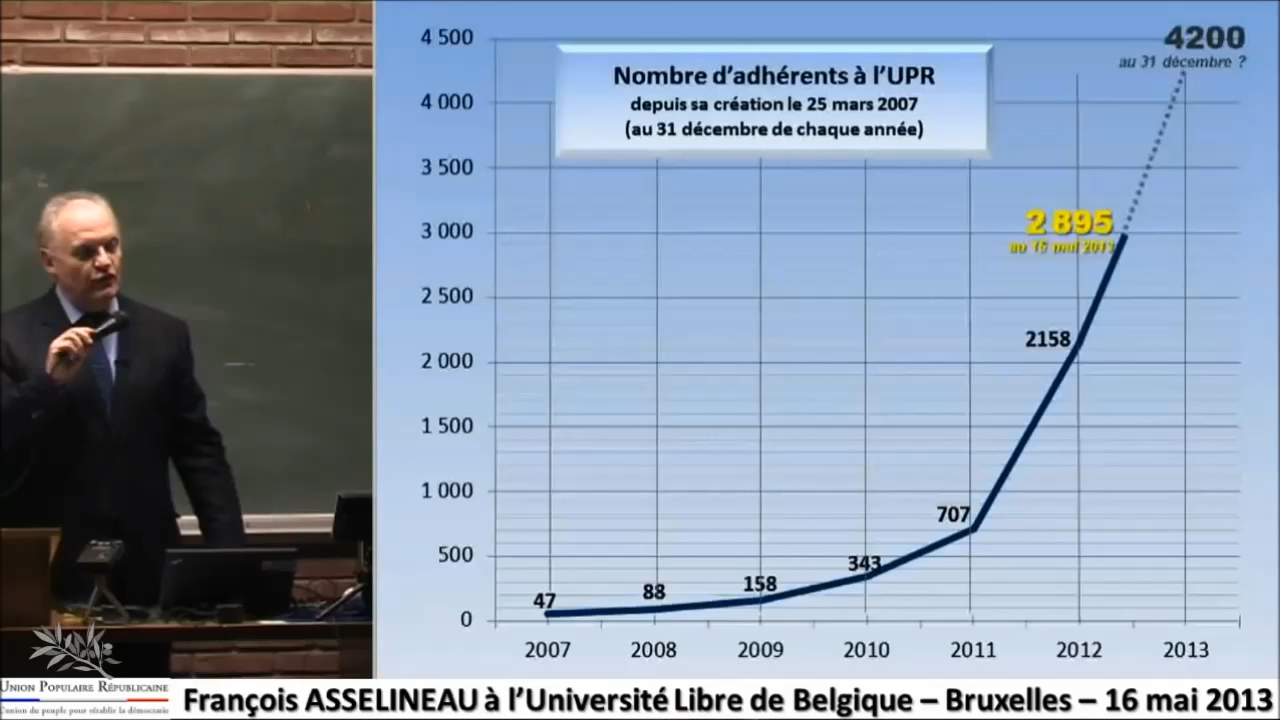 4200
au 31 décembre ?
Nombre d'adhérents à l'UPR
depuis sa création le 25 mars 2007
(au 31 décembre de chaque année)
4 500
4 000
3 500
3 000
2 500
2 000
1 500
1 000
500
0
2 895
au 15 mai 2013
2158
707
343
158
88
47
2007 2008 2009 2010 2011 2012 2013
UNION POPULAIRE RÉPUBLICAINE
L'union du peuple pour rétablir la démocratie
François ASSELINEAU à l'Université Libre de Belgique – Bruxelles – 16 mai 2013